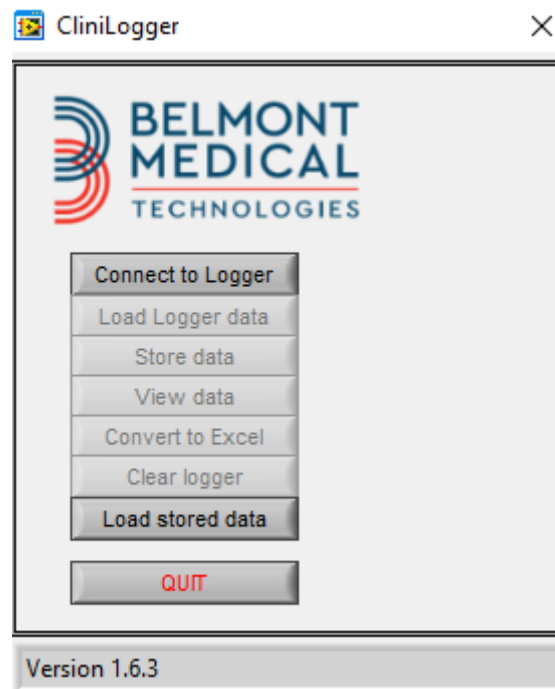 CliniLogger
BELMONT
MEDICAL
TECHNOLOGIES
Connect to Logger
Load Logger data
Store data
View data
Convert to Excel
Clear logger
Load stored data
QUIT
Version 1.6.3